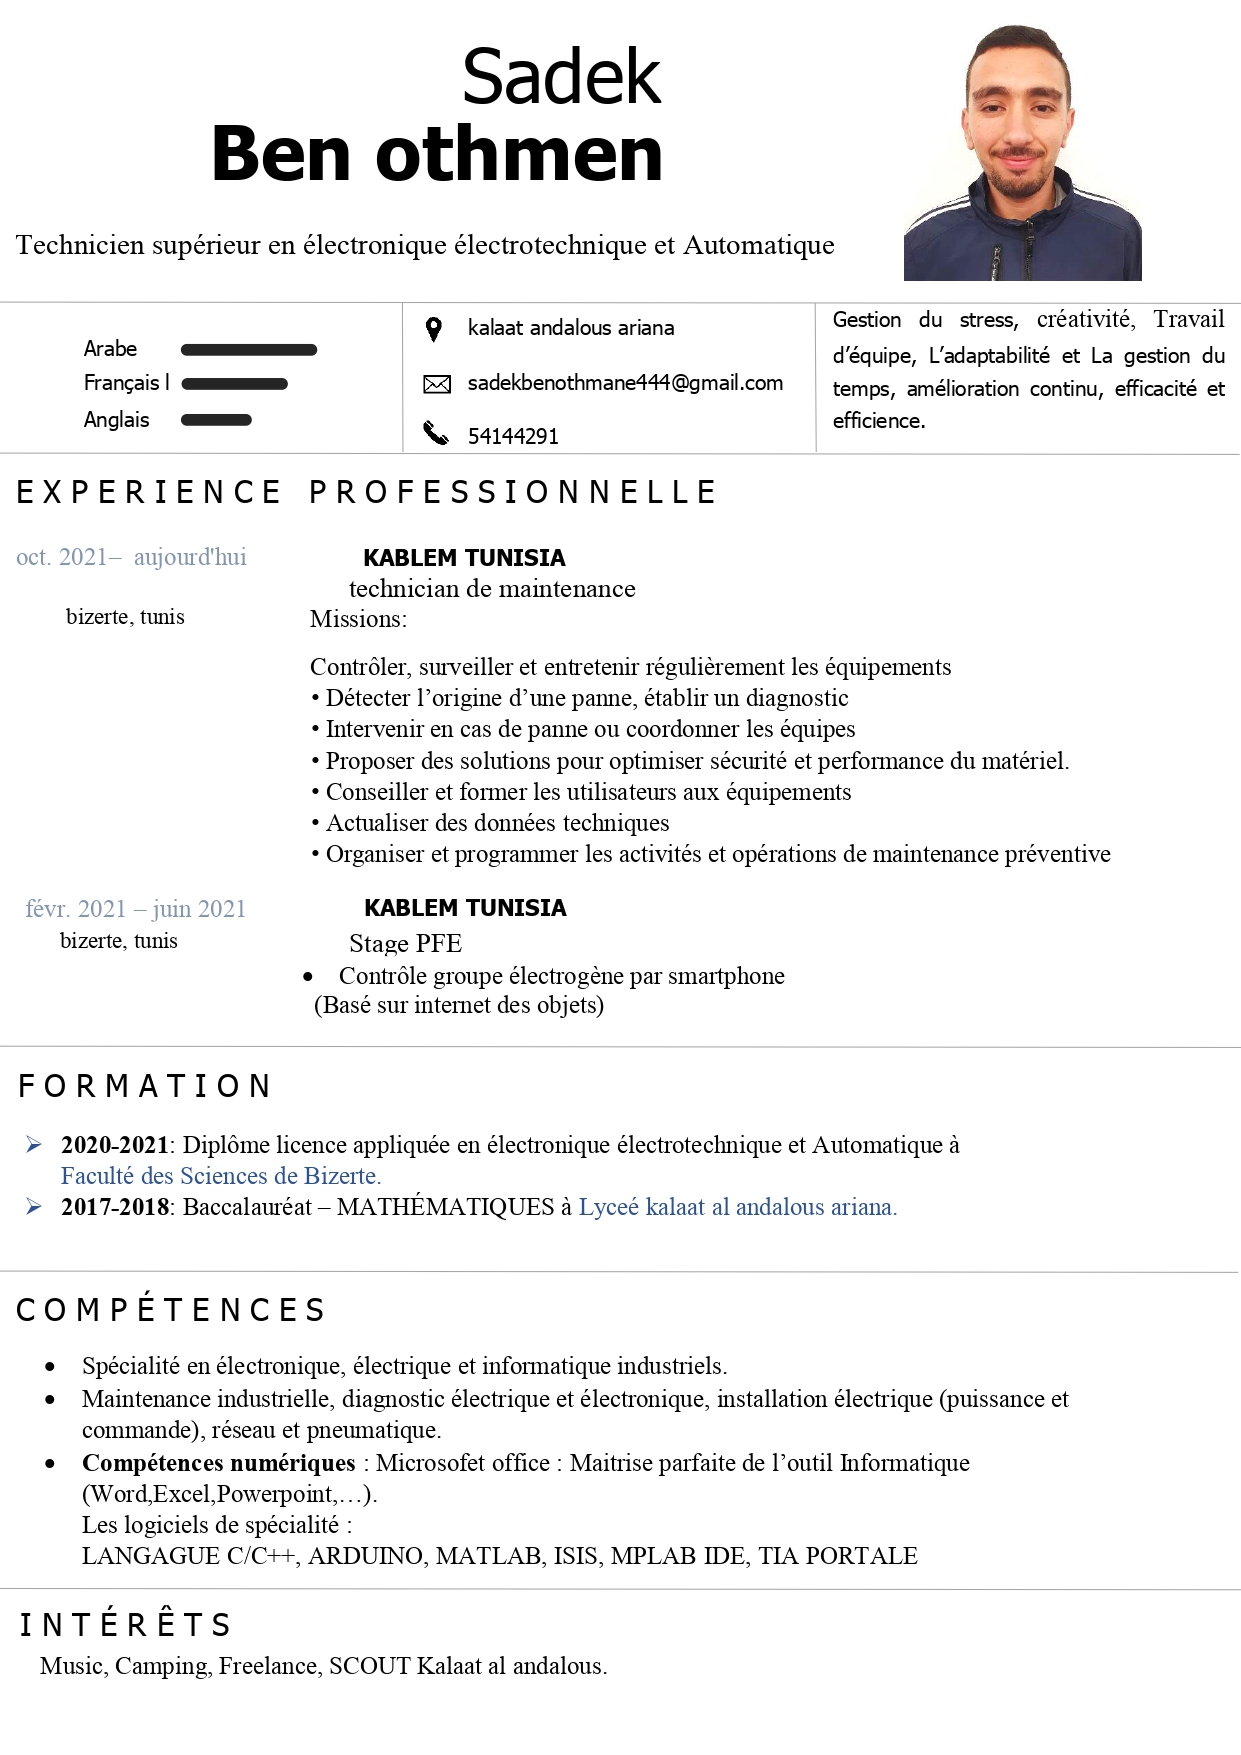 Sadek
Ben othmen
Technicien supérieur en électronique électrotechnique et Automatique
Arabe
Français l
Anglais
kalaat andalous ariana
sadekbenothmane444@gmail.com
54144291
Gestion du stress, créativité, Travail
d’équipe, L’adaptabilité et La gestion du
temps, amélioration continu, efficacité et
efficience.
EXPERIENCE PROFESSIONNELLE
oct. 2021– aujourd'hui
bizerte, tunis
KABLEM TUNISIA
technician de maintenance
Missions:
Contrôler, surveiller et entretenir régulièrement les équipements
• Détecter l’origine d’une panne, établir un diagnostic
• Intervenir en cas de panne ou coordonner les équipes
• Proposer des solutions pour optimiser sécurité et performance du matériel.
• Conseiller et former les utilisateurs aux équipements
• Actualiser des données techniques
• Organiser et programmer les activités et opérations de maintenance préventive
févr. 2021 – juin 2021
bizerte, tunis
KABLEM TUNISIA
Stage PFE
• Contrôle groupe électrogène par smartphone
(Basé sur internet des objets)
FORMATION
➢ 2020-2021: Diplôme licence appliquée en électronique électrotechnique et Automatique à
Faculté des Sciences de Bizerte.
➢ 2017-2018: Baccalauréat – MATHÉMATIQUES à Lyceé kalaat al andalous ariana.
COMPÉTENCES
• Spécialité en électronique, électrique et informatique industriels.
• Maintenance industrielle, diagnostic électrique et électronique, installation électrique (puissance et
commande), réseau et pneumatique.
• Compétences numériques : Microsofet office : Maitrise parfaite de l’outil Informatique
(Word,Excel,Powerpoint,…).
Les logiciels de spécialité :
LANGAGUE C/C++, ARDUINO, MATLAB, ISIS, MPLAB IDE, TIA PORTALE
INTÉRÊTS
Music, Camping, Freelance, SCOUT Kalaat al andalous.